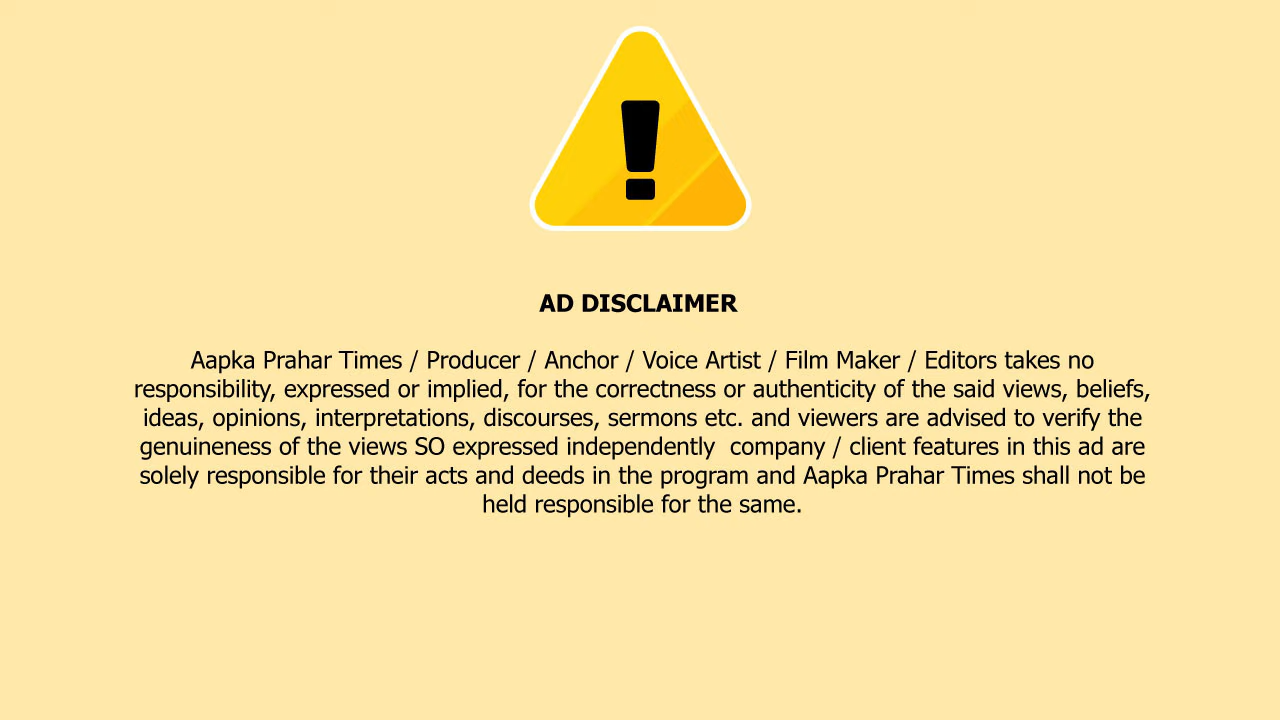 AD DISCLAIMER
Aapka Prahar Times / Producer / Anchor / Voice Artist / Film Maker / Editors takes no
responsibility, expressed or implied, for the correctness or authenticity of the said views, beliefs,
ideas, opinions, interpretations, discourses, sermons etc. and viewers are advised to verify the
genuineness of the views SO expressed independently  company / client features in this ad are
solely responsible for their acts and deeds in the program and Aapka Prahar Times shall not be
held responsible for the same.